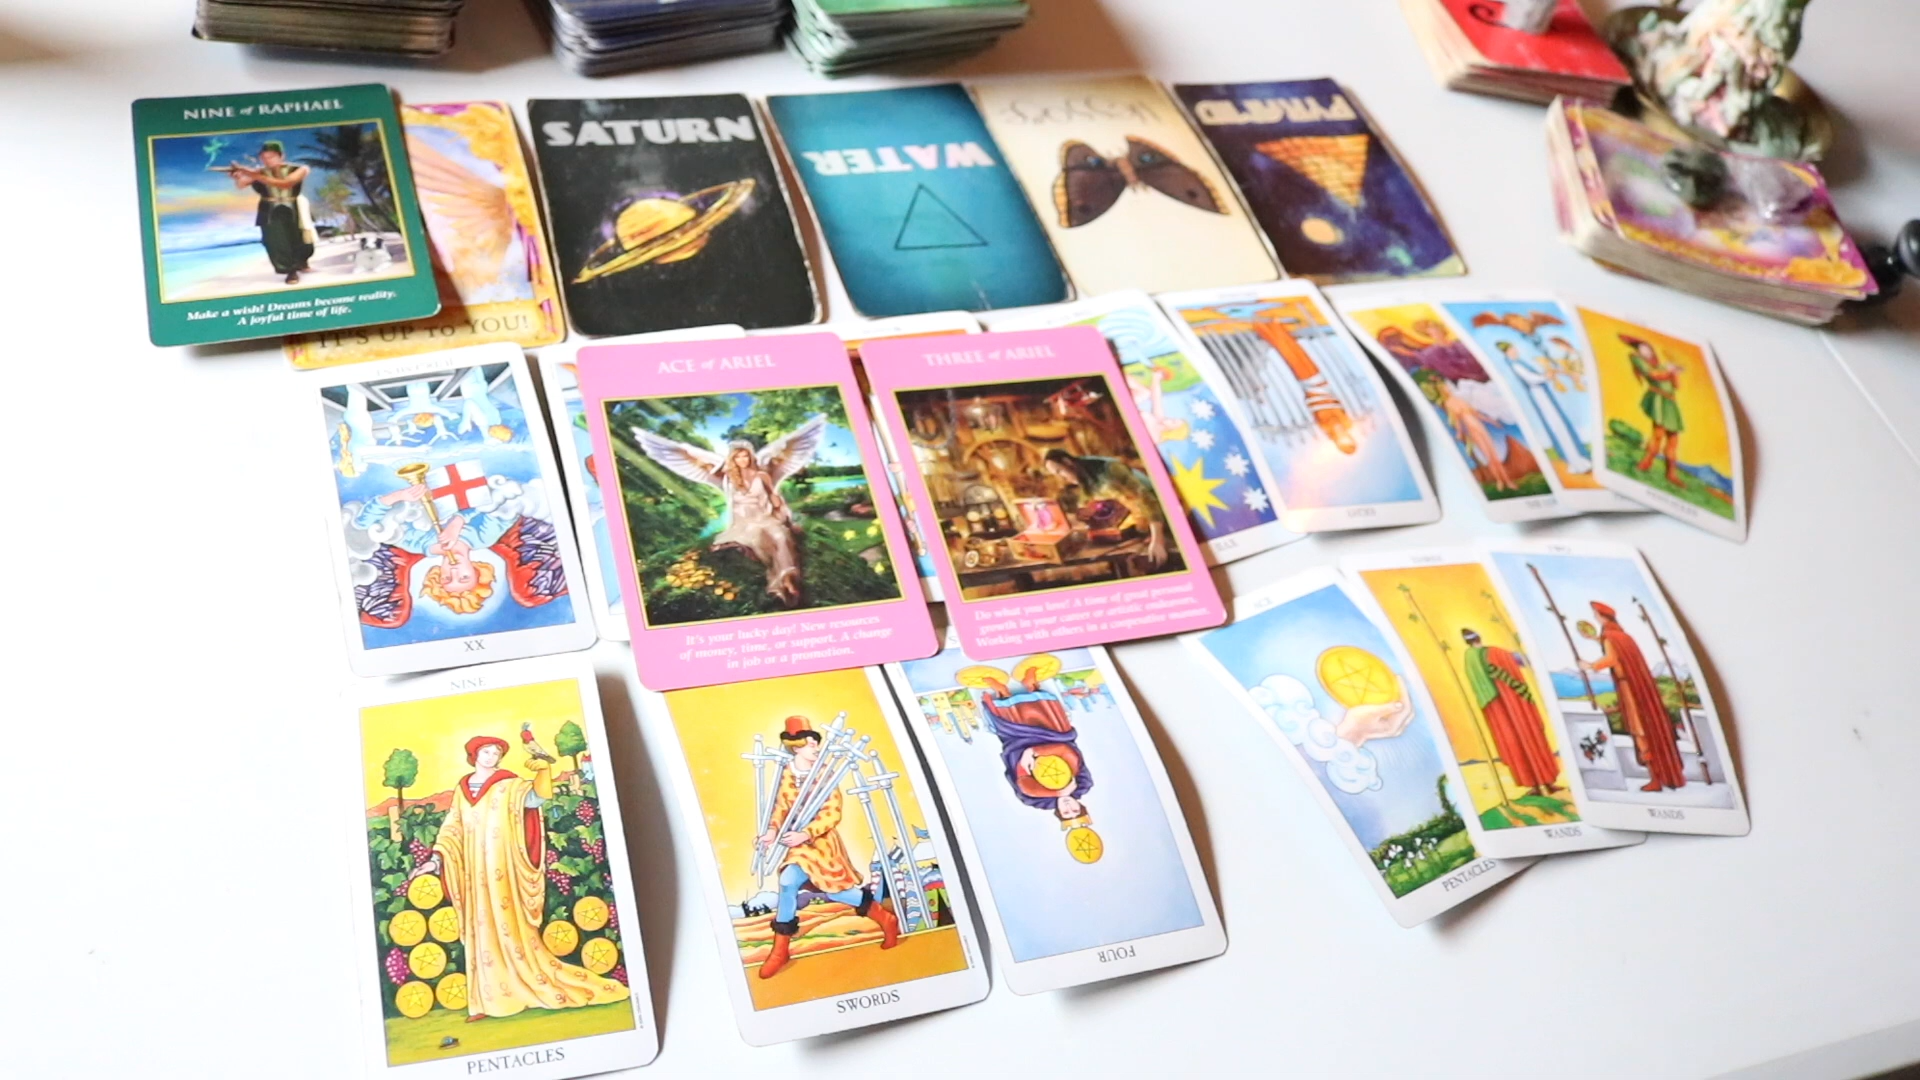 NINE of RAPHAEL
Make a wish! Dreams become reality.
A joyful time of life.
IT'S UP to YOU!
SATURN
WATER
PYRAMID
ACE of ARIEL
It's your lucky day! New resources
of money, time, or support. A change
in job or a promotion.
THREE of ARIEL
Do what you love! A time of great personal
growth in your career or artistic endeavors.
Working with others in a cooperative manner.
XX
NINE
PENTACLES
SWORDS
FOUR
ACE
PENTACLES
WANDS
TWO
WANDS